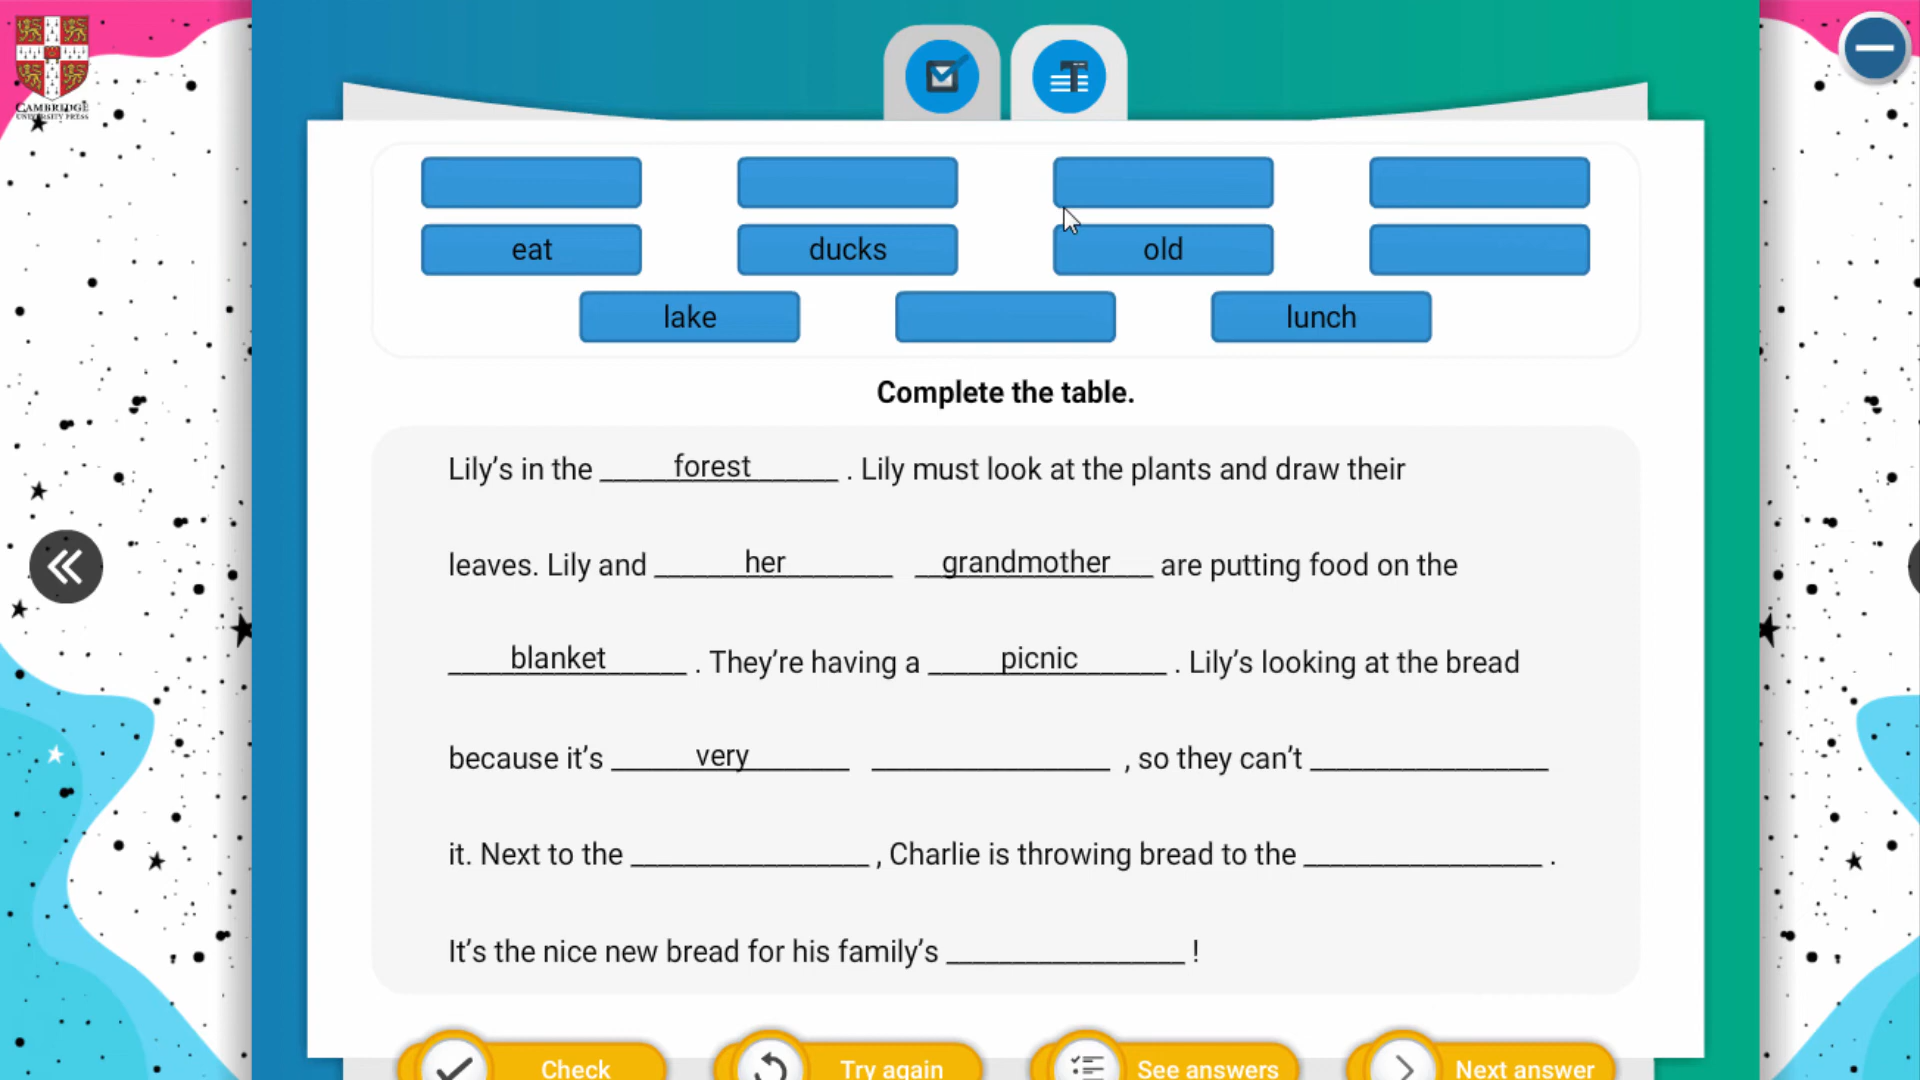 CAMBRIDGE
UNIVERSITY PRESS
eat ducks old
lake lunch
Complete the table.
Lily’s in the forest . Lily must look at the plants and draw their
leaves. Lily and her grandmother are putting food on the
blanket . They’re having a picnic . Lily’s looking at the bread
because it’s very , so they can’t
it. Next to the , Charlie is throwing bread to the .
It’s the nice new bread for his family’s !
Check Try again See answers Next answer